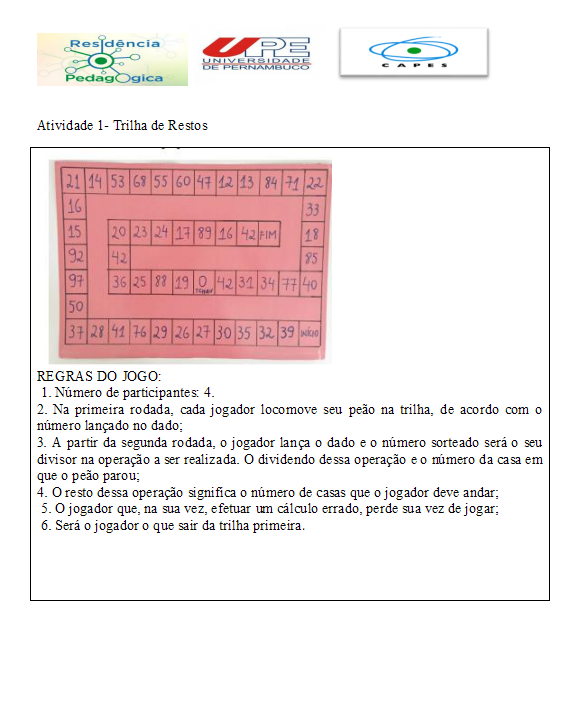 Residência
Pedagógica
UPE
UNIVERSIDADE
DE PERNAMBUCO
CAPES
Atividade 1- Trilha de Restos
21 14 53 68 55 60 47 12 13 84 71 22
16 33
15 20 23 24 17 89 16 42 FIM 18
92 42 85
97 36 25 88 19 0 42 31 34 77 40
50
37 28 41 76 29 26 27 30 35 32 39 INÍCIO
REGRAS DO JOGO:
1. Número de participantes: 4.
2. Na primeira rodada, cada jogador locomove seu peão na trilha, de acordo com o
número lançado no dado;
3. A partir da segunda rodada, o jogador lança o dado e o número sorteado será o seu
divisor na operação a ser realizada. O dividendo dessa operação e o número da casa em
que o peão parou;
4. O resto dessa operação significa o número de casas que o jogador deve andar;
5. O jogador que, na sua vez, efetuar um cálculo errado, perde sua vez de jogar;
6. Será o jogador o que sair da trilha primeira.